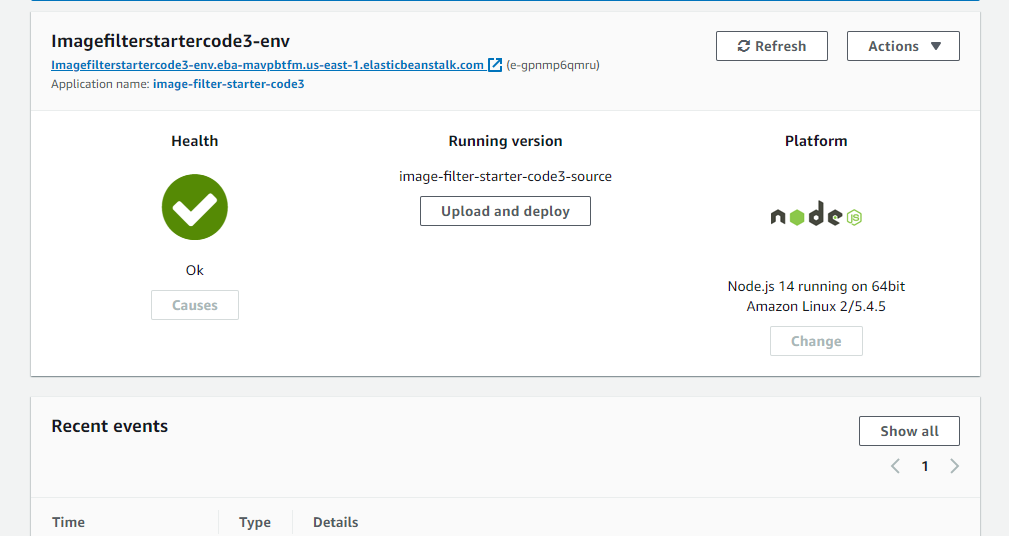 Imagefilterstartercode3-env
Refresh
Actions
Imagefilterstartercode3-env.eba-mavpbtfm.us-east-1.elasticbeanstalk.com (e-gpnmp6qmru)
Application name: image-filter-starter-code3
Health
Running version
Platform
image-filter-starter-code3-source
Upload and deploy
node JS
Ok
Causes
Node.js 14 running on 64bit
Amazon Linux 2/5.4.5
Change
Recent events
Show all
1
Time Type Details